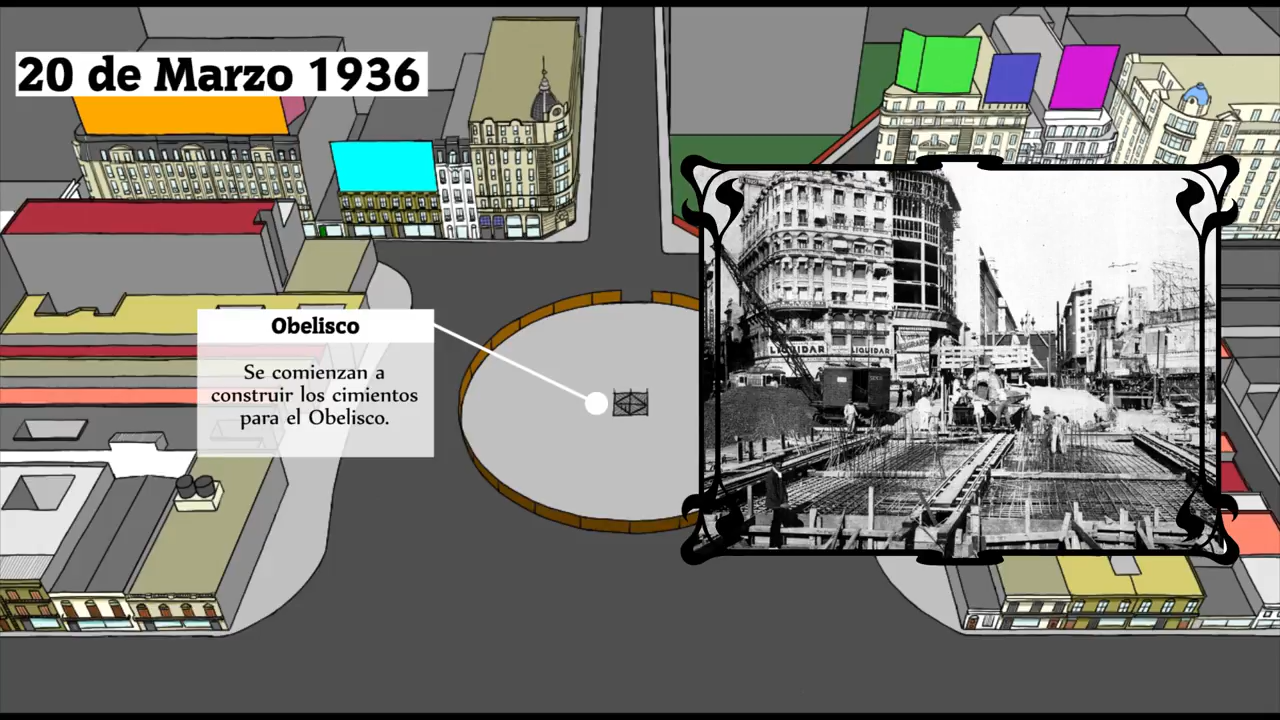 20 de Marzo 1936
Obelisco
Se comienzan a
construir los cimientos
para el Obelisco.
LIQUIDAR LIQUIDAR